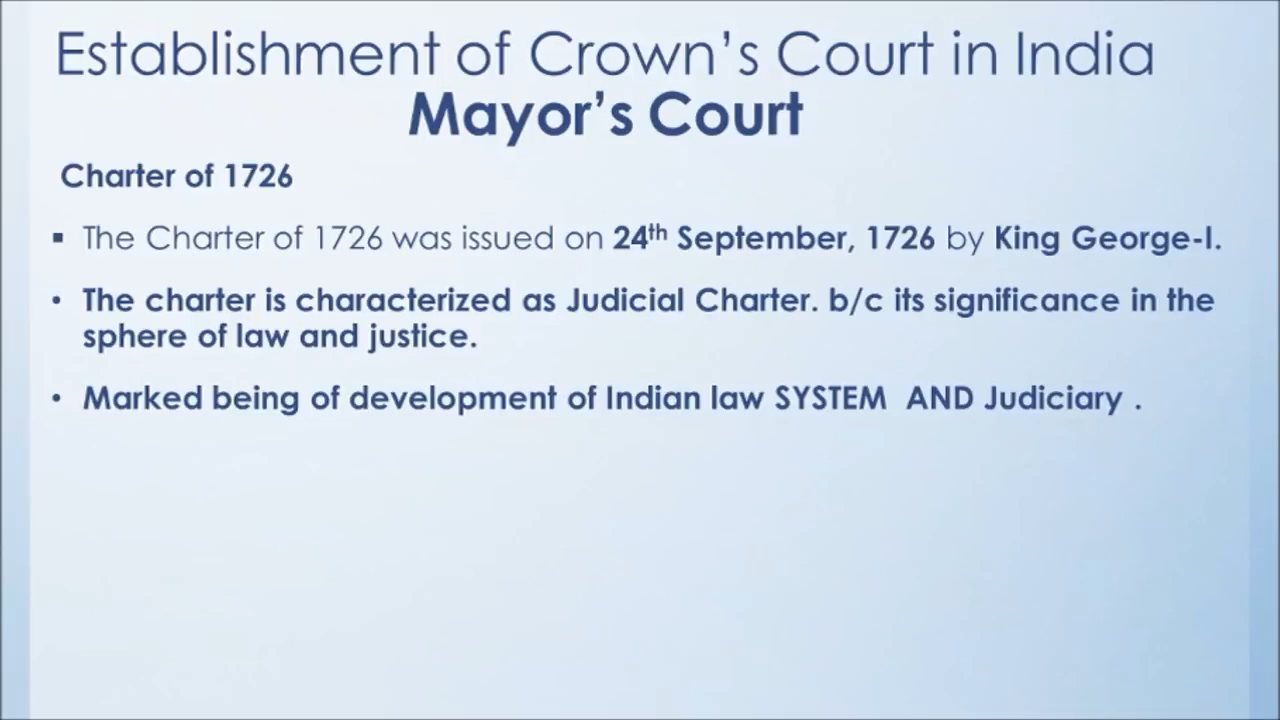 Establishment of Crown's Court in India
Mayor's Court
Charter of 1726
▪ The Charter of 1726 was issued on 24th September, 1726 by King George-I.
• The charter is characterized as Judicial Charter. b/c its significance in the
sphere of law and justice.
• Marked being of development of Indian law SYSTEM AND Judiciary .